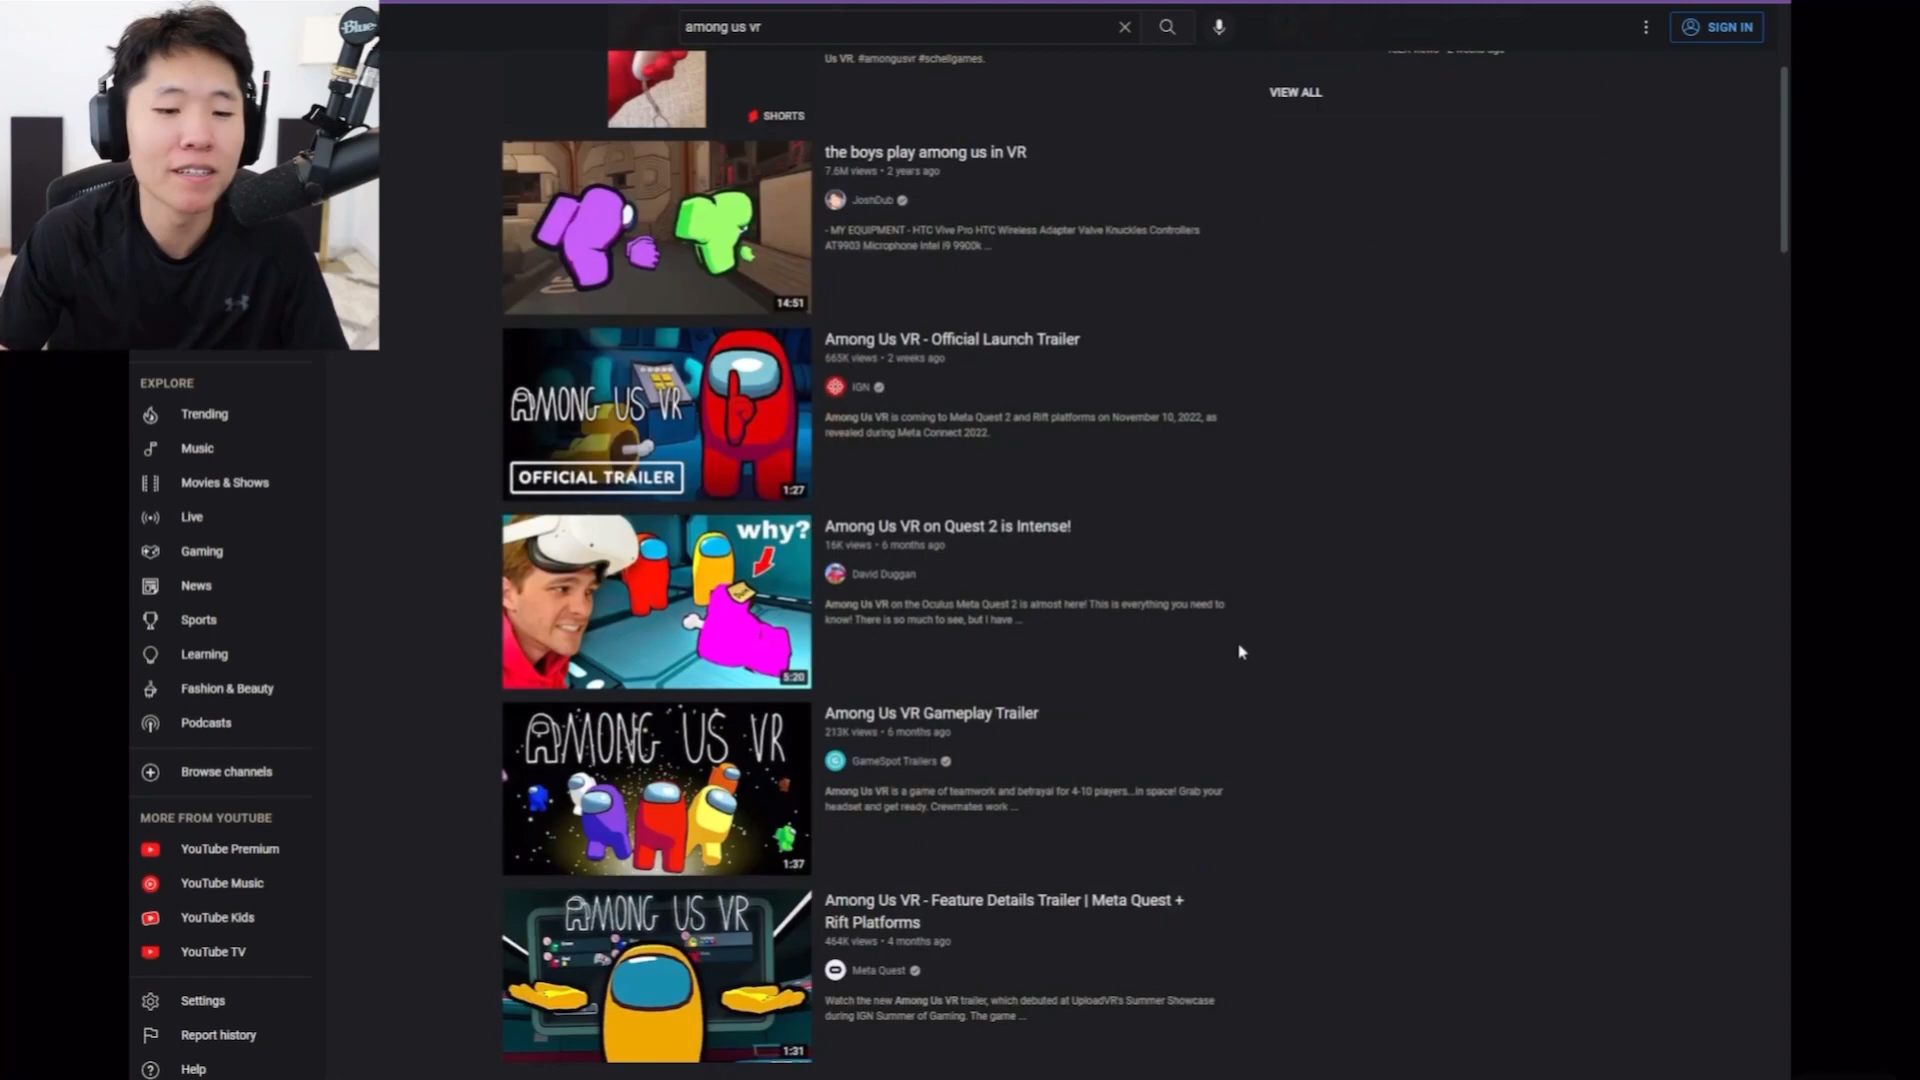 Blue
among us vr
SIGN IN
Us VR. #amongusvr #schellgames.
SHORTS
VIEW ALL
the boys play among us in VR
7.6M views • 2 years ago
JoshDub
- MY EQUIPMENT - HTC Vive Pro HTC Wireless Adapter Valve Knuckles Controllers
AT9903 Microphone Intel i9 9900k ...
14:51
Among Us VR - Official Launch Trailer
665K views • 2 weeks ago
IGN
Among Us VR is coming to Meta Quest 2 and Rift platforms on November 10, 2022, as
revealed during Meta Connect 2022.
AMONG US VR
OFFICIAL TRAILER
1:27
why?
Among Us VR on Quest 2 is Intense!
16K views • 6 months ago
David Duggan
Among Us VR on the Oculus Meta Quest 2 is almost here! This is everything you need to
know! There is so much to see, but I have ...
5:20
AMONG US VR
Among Us VR Gameplay Trailer
213K views • 6 months ago
GameSpot Trailers
Among Us VR is a game of teamwork and betrayal for 4-10 players...in space! Grab your
headset and get ready. Crewmates work ...
1:37
AMONG US VR
Among Us VR - Feature Details Trailer | Meta Quest +
Rift Platforms
464K views • 4 months ago
Meta Quest
Watch the new Among Us VR trailer, which debuted at UploadVR's Summer Showcase
during IGN Summer of Gaming. The game ...
1:31
EXPLORE
Trending
Music
Movies & Shows
Live
Gaming
News
Sports
Learning
Fashion & Beauty
Podcasts
Browse channels
MORE FROM YOUTUBE
YouTube Premium
YouTube Music
YouTube Kids
YouTube TV
Settings
Report history
Help